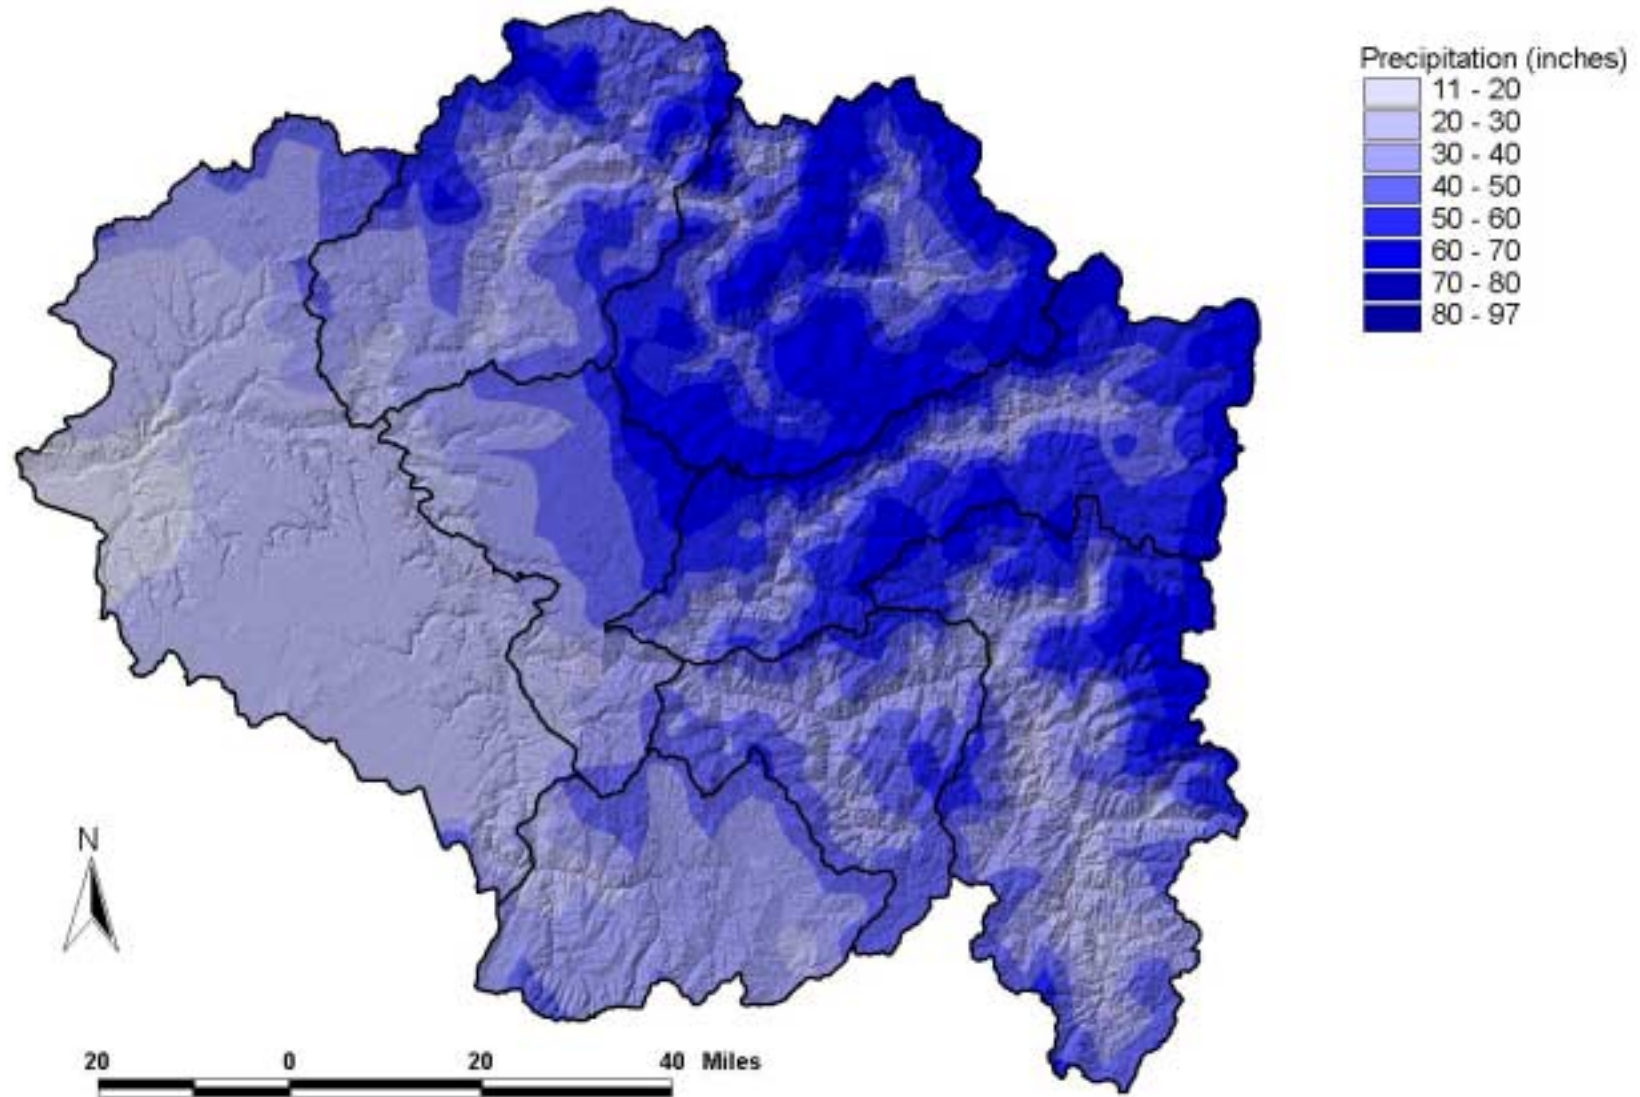 Precipitation (inches)
11 - 20
20 - 30
30 - 40
40 - 50
50 - 60
60 - 70
70 - 80
80 - 97
N
20 0 20 40 Miles